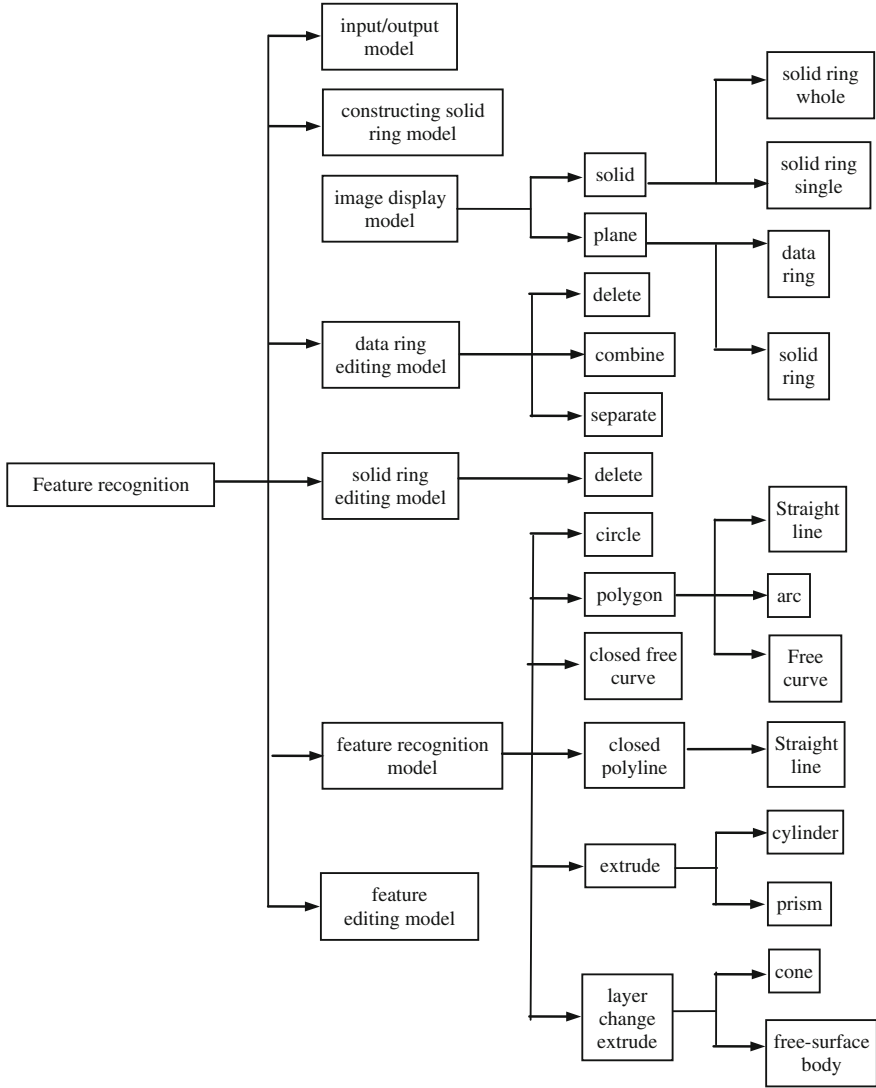 Feature recognition
input/output
model
constructing solid
ring model
image display
model
solid
solid ring
whole
solid ring
single
plane
data
ring
solid
ring
data ring
editing model
delete
combine
separate
solid ring
editing model
delete
feature recognition
model
circle
polygon
Straight
line
arc
Free
curve
closed free
curve
closed
polyline
Straight
line
extrude
cylinder
prism
layer
change
extrude
cone
free-surface
body
feature
editing model